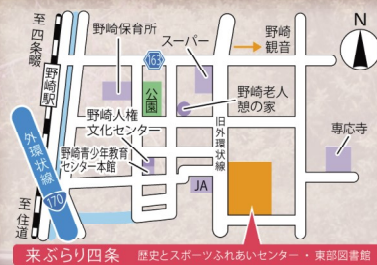 至四条畷
野崎駅
野崎保育所
163
スーパー
野崎
観音
N
公園
野崎老人
憩の家
野崎人権
文化センター
野崎青少年教育
センター本館
旧外環状線
専応寺
外環状線
170
JA
至住道
来ぶらり四条 歴史とスポーツふれあいセンター・東部図書館